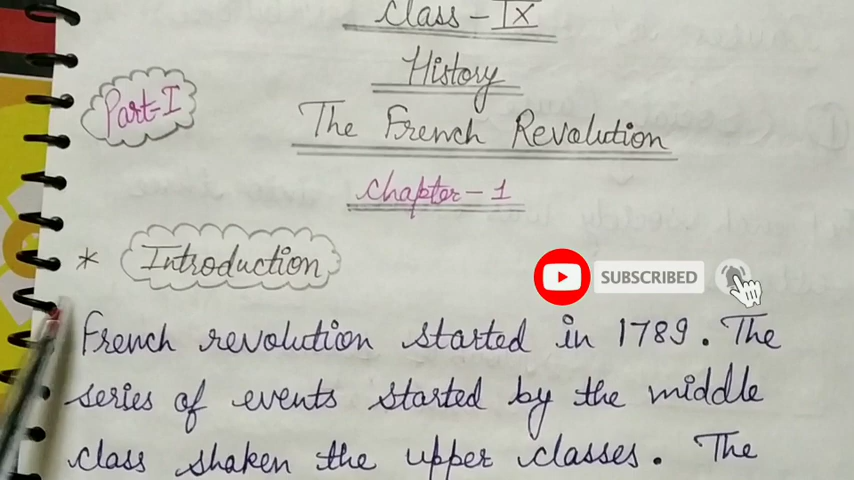 Class - IX
History
Part-I
The French Revolution
Chapter - 1
* Introduction
SUBSCRIBED
French revolution started in 1789. The
series of events started by the middle
class shaken the upper classes. The